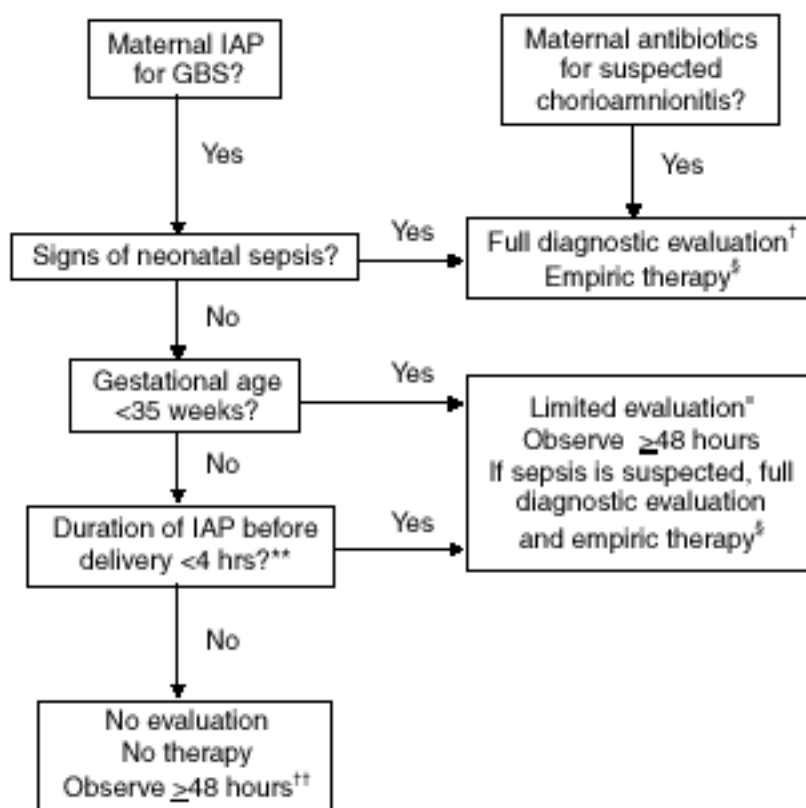 Maternal IAP
for GBS?
Maternal antibiotics
for suspected
chorioamnionitis?
Yes
Yes
Signs of neonatal sepsis?
Yes
Full diagnostic evaluation†
Empiric therapy§
No
Gestational age
<35 weeks?
Yes
Limited evaluation
Observe ≥48 hours
If sepsis is suspected, full
diagnostic evaluation
and empiric therapy§
No
Duration of IAP before
delivery <4 hrs?**
Yes
No
No evaluation
No therapy
Observe ≥48 hours††